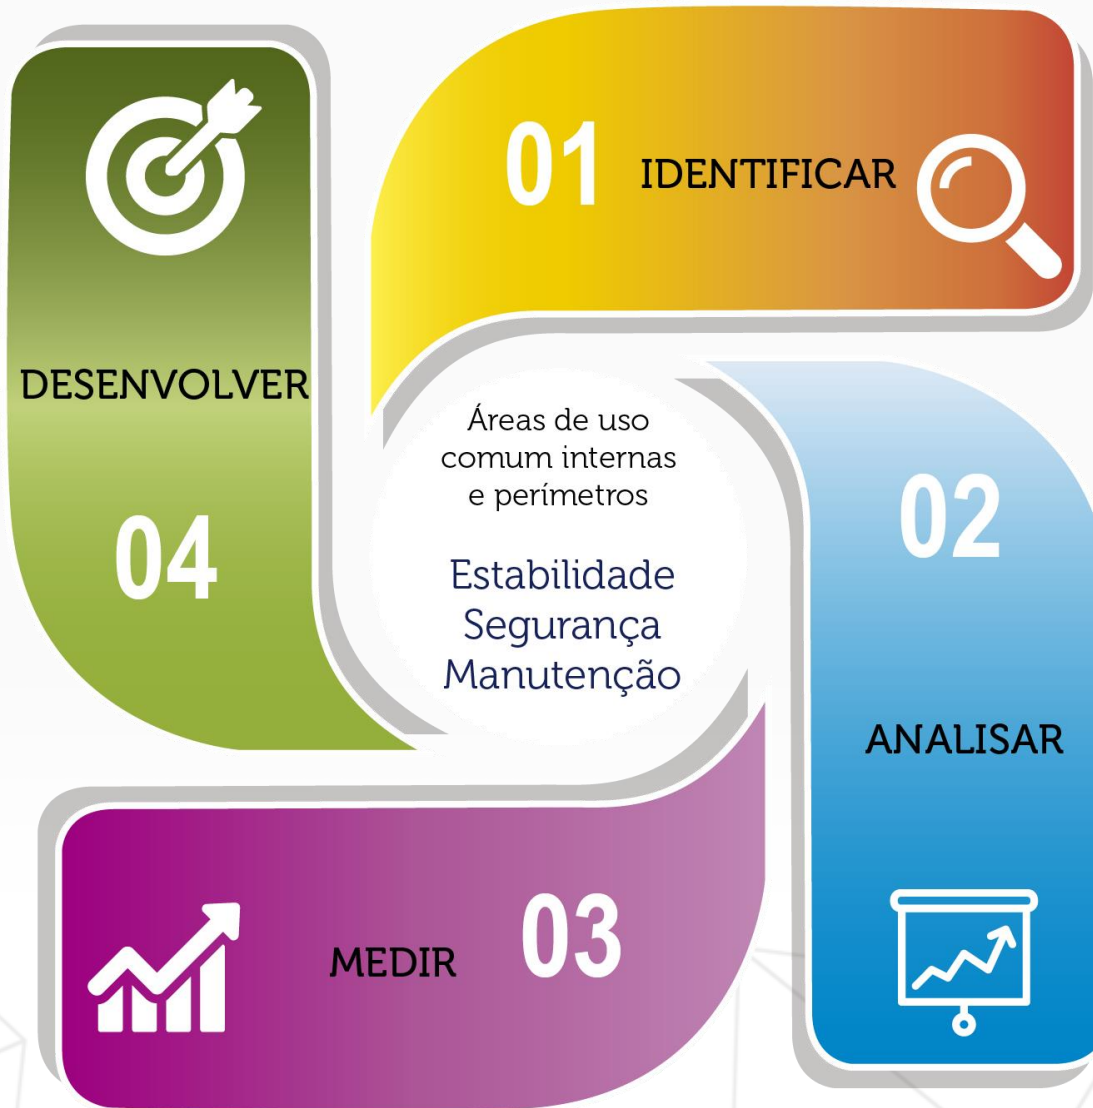 01 IDENTIFICAR
02
ANALISAR
MEDIR 03
DESENVOLVER
04
Áreas de uso
comum internas
e perímetros
Estabilidade
Segurança
Manutenção